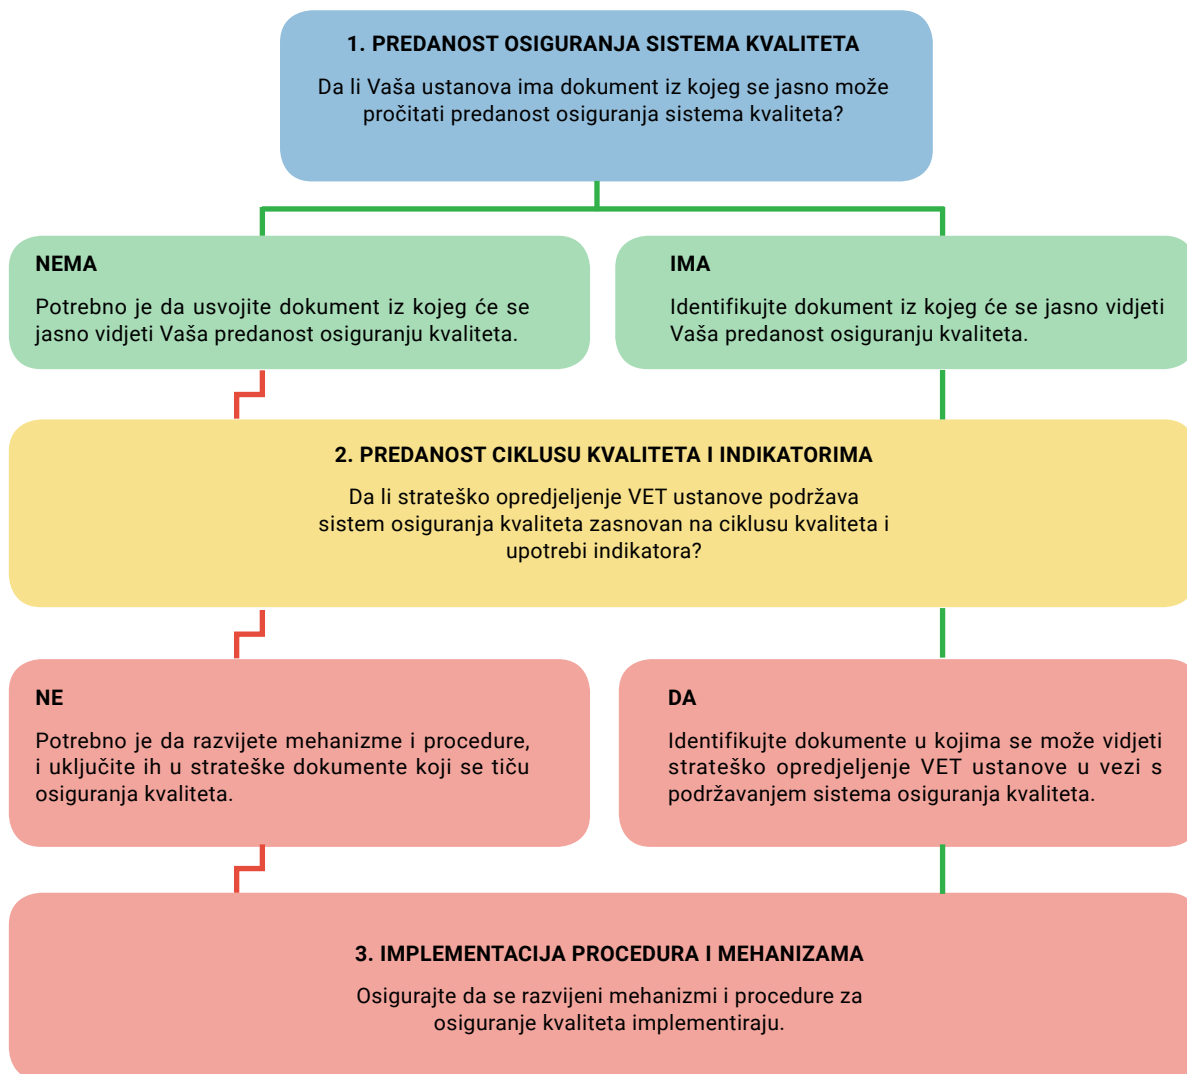 1. PREDANOST OSIGURANJA SISTEMA KVALITETA
Da li Vaša ustanova ima dokument iz kojeg se jasno može
pročitati predanost osiguranja sistema kvaliteta?
NEMA
Potrebno je da usvojite dokument iz kojeg će se
jasno vidjeti Vaša predanost osiguranju kvaliteta.
IMA
Identifikujte dokument iz kojeg će se jasno vidjeti
Vaša predanost osiguranju kvaliteta.
2. PREDANOST CIKLUSU KVALITETA I INDIKATORIMA
Da li strateško opredjeljenje VET ustanove podržava
sistem osiguranja kvaliteta zasnovan na ciklusu kvaliteta i
upotrebi indikatora?
NE
Potrebno je da razvijete mehanizme i procedure,
i uključite ih u strateške dokumente koji se tiču
osiguranja kvaliteta.
DA
Identifikujte dokumente u kojima se može vidjeti
strateško opredjeljenje VET ustanove u vezi s
podržavanjem sistema osiguranja kvaliteta.
3. IMPLEMENTACIJA PROCEDURA I MEHANIZAMA
Osigurajte da se razvijeni mehanizmi i procedure za
osiguranje kvaliteta implementiraju.